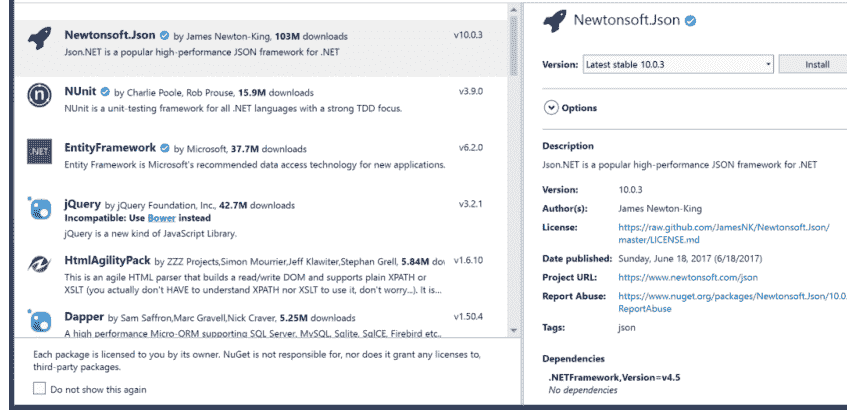 Newtonsoft.Json by James Newton-King, 103M downloads v10.0.3
Json.NET is a popular high-performance JSON framework for .NET
n
NUnit by Charlie Poole, Rob Prouse, 15.9M downloads v3.9.0
NUnit is a unit-testing framework for all .NET languages with a strong TDD focus.
.NET
EntityFramework by Microsoft, 37.7M downloads v6.2.0
Entity Framework is Microsoft's recommended data access technology for new applications.
jQuery by jQuery Foundation, Inc., 42.7M downloads v3.2.1
Incompatible: Use Bower instead
jQuery is a new kind of JavaScript Library.
HtmlAgilityPack by ZZZ Projects,Simon Mourrier,Jeff Klawiter,Stephan Grell, 5.84M dov v1.6.10
This is an agile HTML parser that builds a read/write DOM and supports plain XPATH or
XSLT (you actually don't HAVE to understand XPATH nor XSLT to use it, don't worry...). It is...
Dapper by Sam Saffron,Marc Gravell,Nick Craver, 5.25M downloads v1.50.4
A high performance Micro-ORM supporting SQL Server, MySQL, Sqlite, SqlCE, Firebird etc..
Each package is licensed to you by its owner. NuGet is not responsible for, nor does it grant any licenses to,
third-party packages.
Do not show this again
Newtonsoft.Json
Version: Latest stable 10.0.3 Install
Options
Description
Json.NET is a popular high-performance JSON framework for .NET
Version: 10.0.3
Author(s): James Newton-King
License: https://raw.github.com/JamesNK/Newtonsoft.Json/
master/LICENSE.md
Date published: Sunday, June 18, 2017 (6/18/2017)
Project URL: https://www.newtonsoft.com/json
Report Abuse: https://www.nuget.org/packages/Newtonsoft.Json/10.0.
ReportAbuse
Tags: json
Dependencies
.NETFramework,Version=v4.5
No dependencies